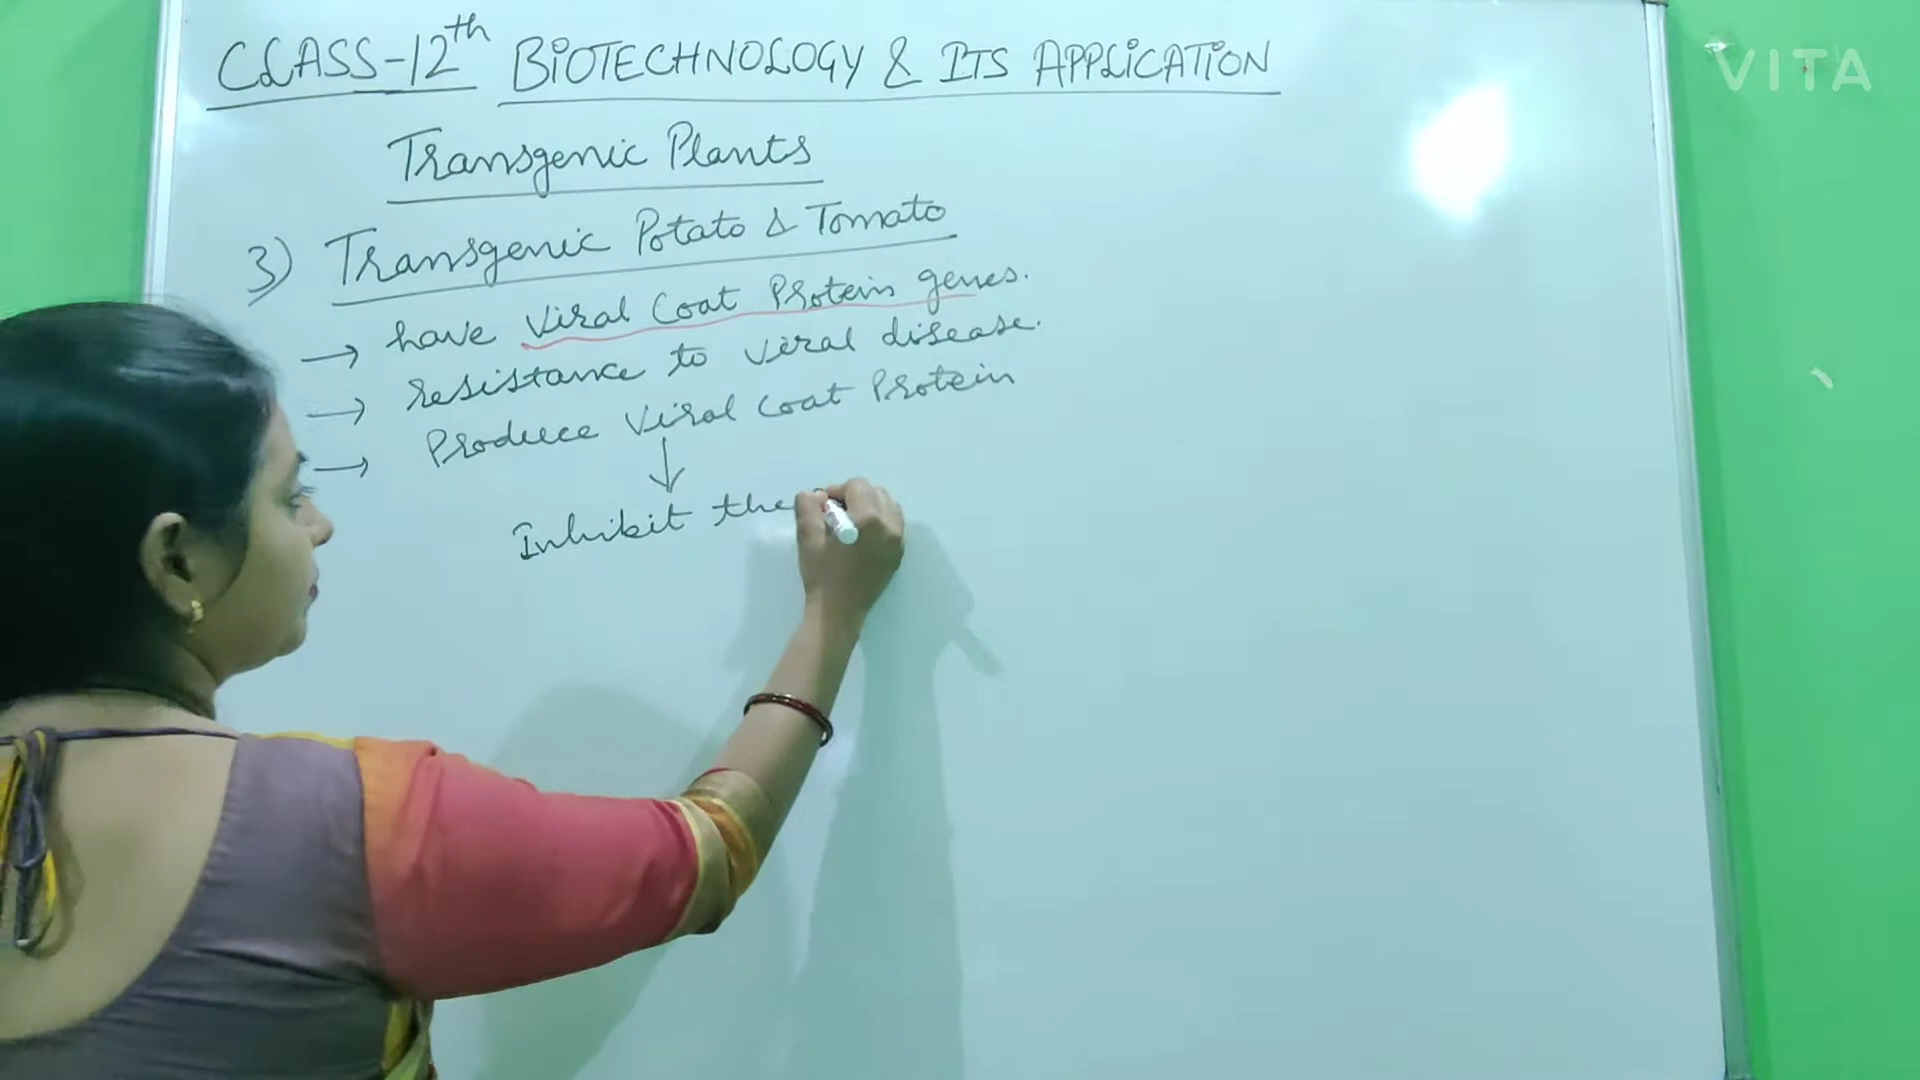 CLASS-12th BIOTECHNOLOGY & ITS APPLICATION
Transgenic Plants
3) Transgenic Potato & Tomato
→ have Viral Coat Protein genes.
→ resistance to viral disease.
→ Produce Viral Coat Protein
↓
Inhibit the
VITA